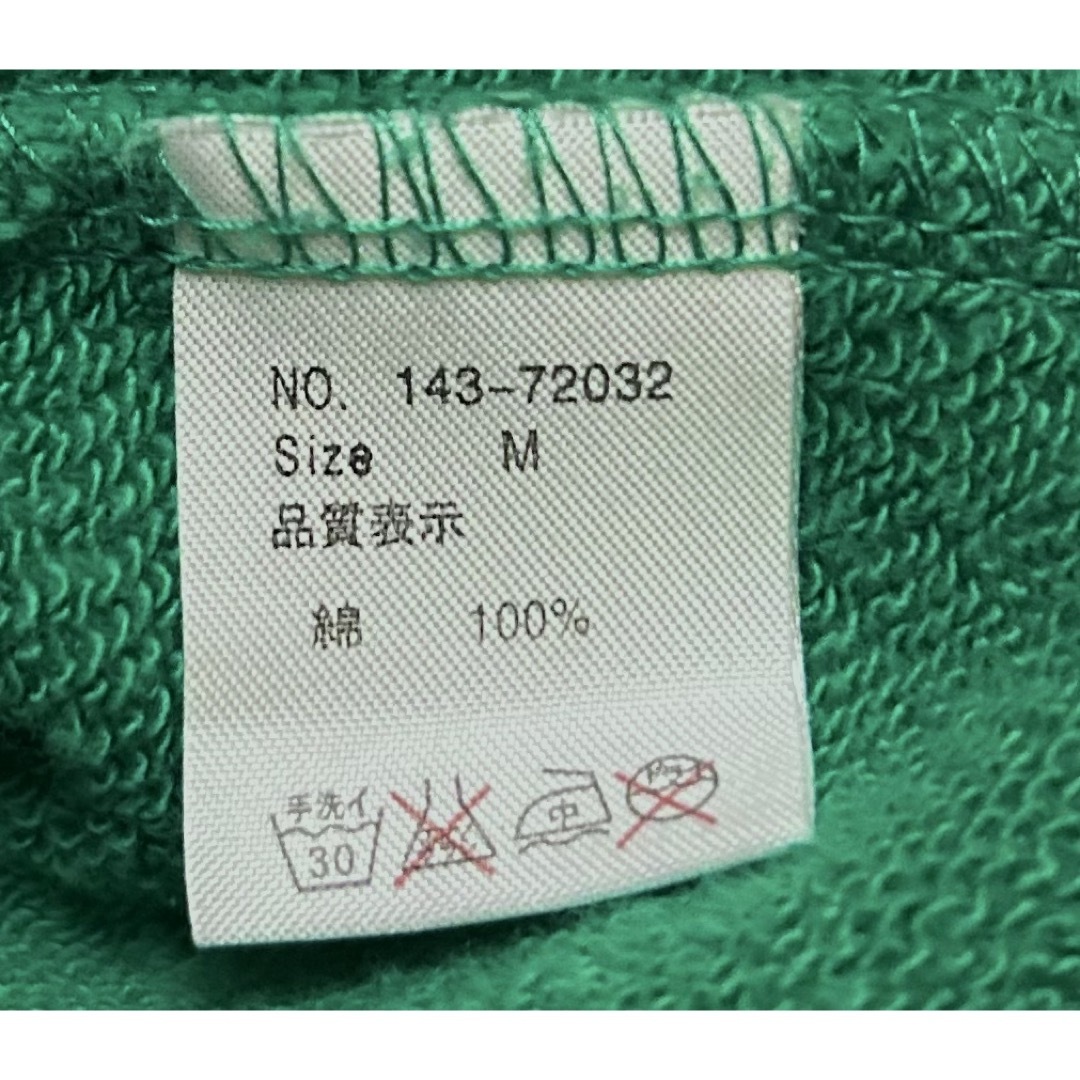 NO. 143-72032
Size M
品質表示
綿 100%
手洗イ
30
中
ドライ